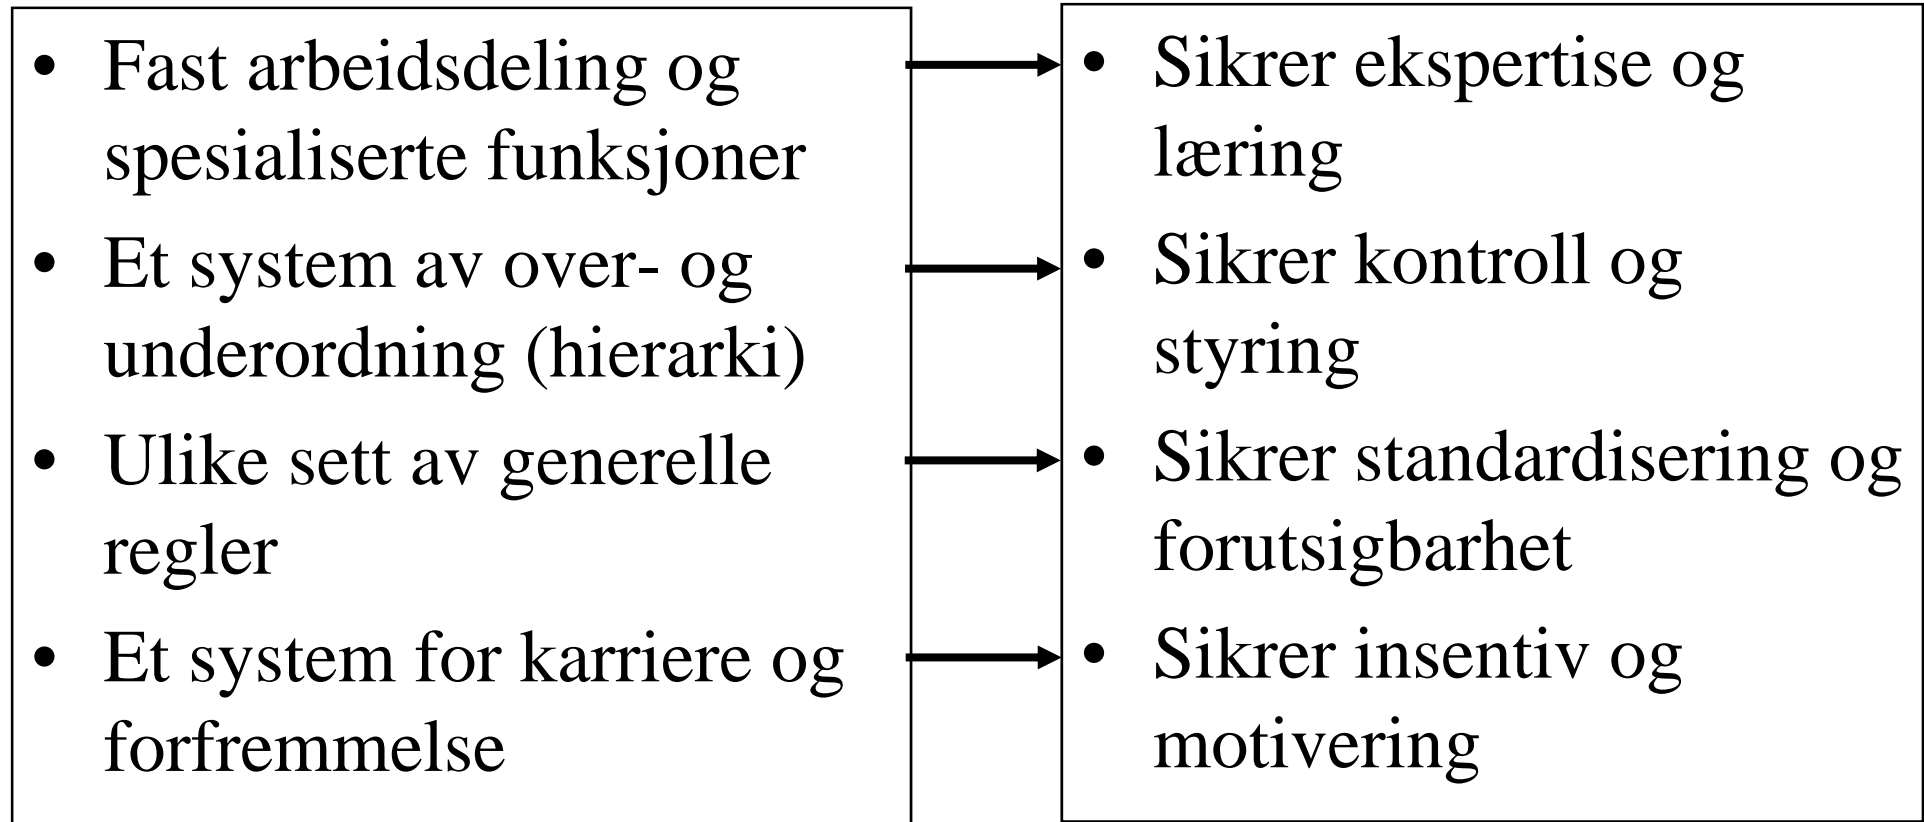 • Fast arbeidsdeling og
spesialiserte funksjoner
• Et system av over- og
underordning (hierarki)
• Ulike sett av generelle
regler
• Et system for karriere og
forfremmelse
• Sikrer ekspertise og
læring
• Sikrer kontroll og
styring
• Sikrer standardisering og
forutsigbarhet
• Sikrer insentiv og
motivering